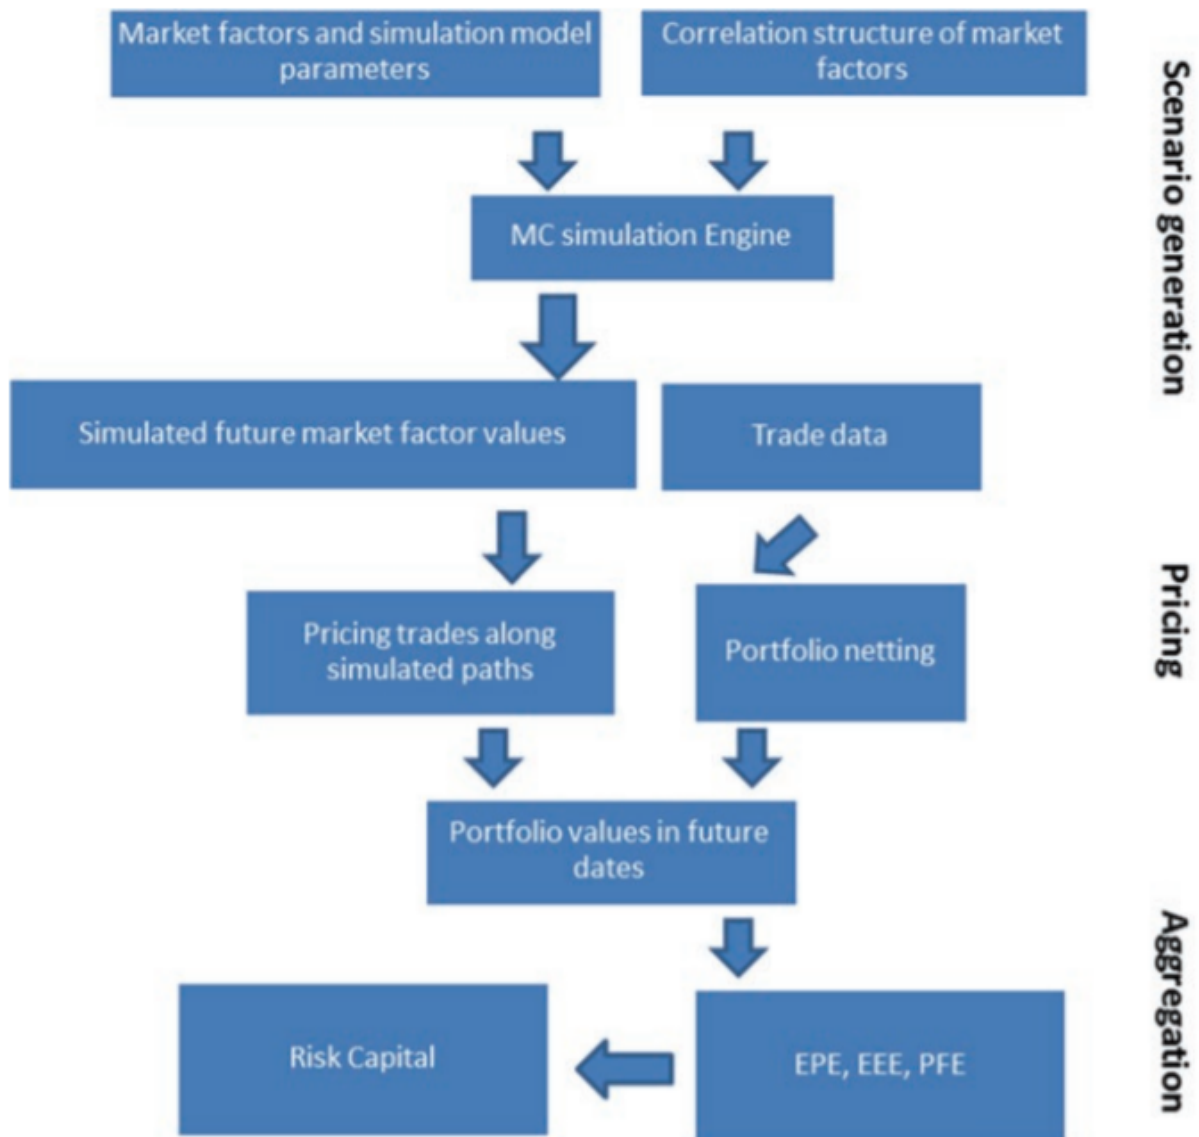 Market factors and simulation model
parameters
Correlation structure of market
factors
Scenario generation
MC simulation Engine
Simulated future market factor values
Trade data
Pricing trades along
simulated paths
Portfolio netting
Pricing
Portfolio values in future
dates
Aggregation
Risk Capital
EPE, EEE, PFE